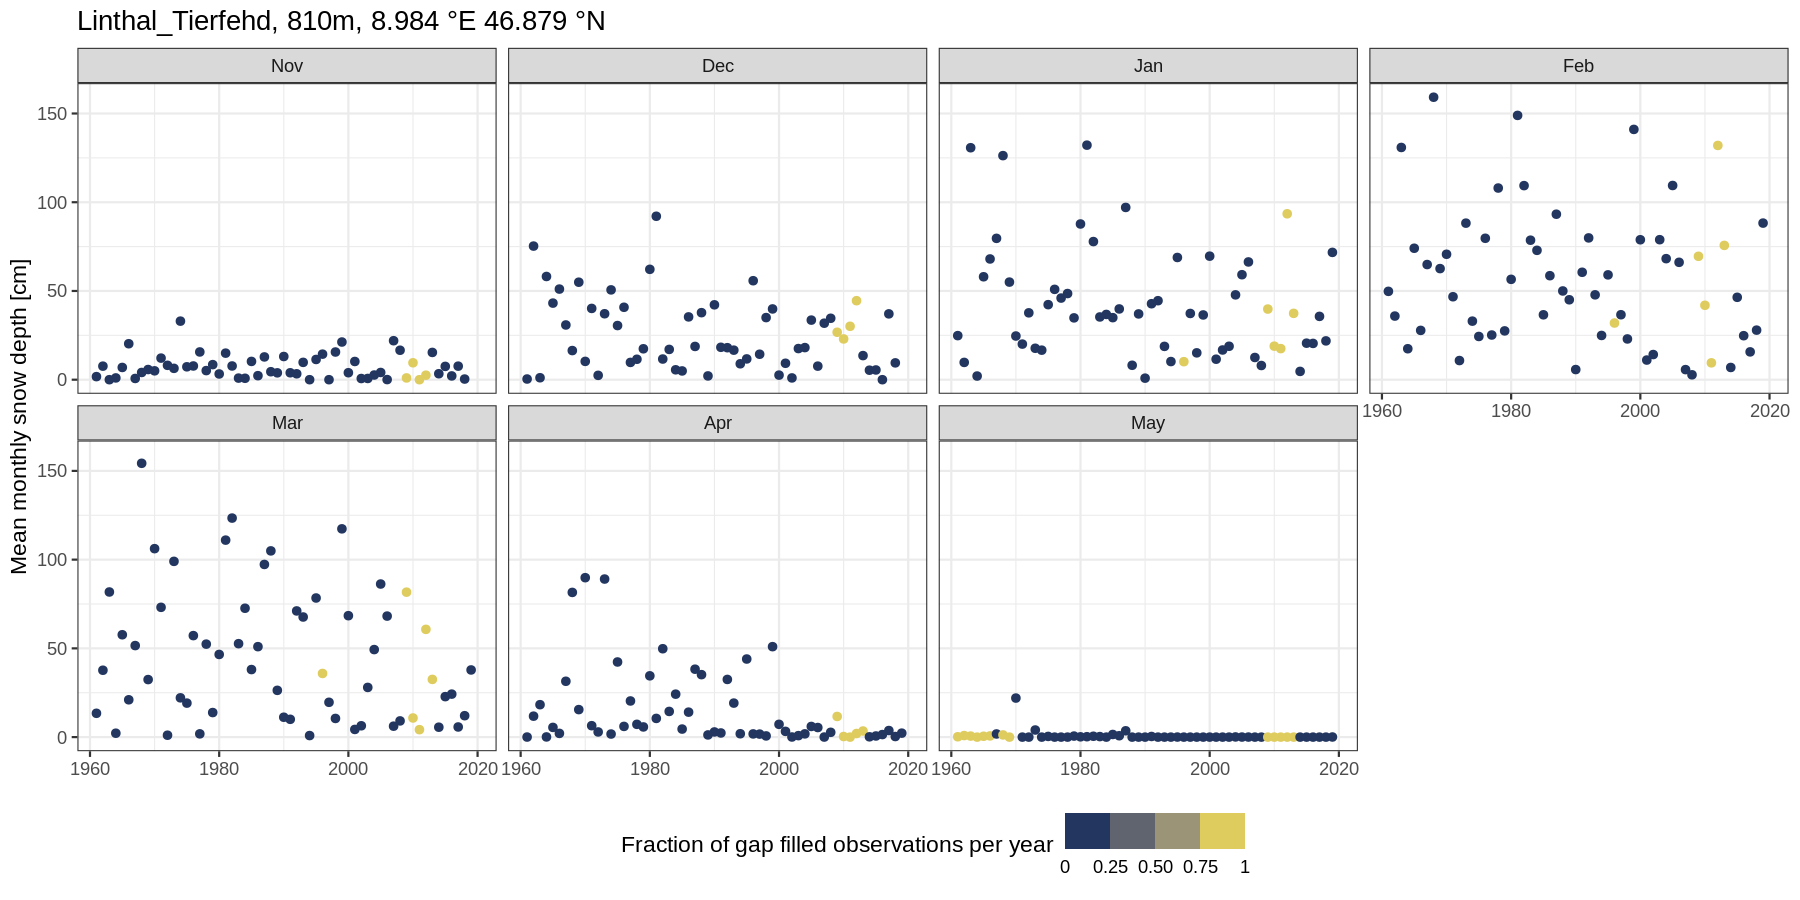 Linthal_Tierfehd, 810m, 8.984 °E 46.879 °N
Nov Dec Jan Feb
150
100
50
0
1960 1980 2000 2020
Mar Apr May
150
100
50
0
1960 1980 2000 2020 1960 1980 2000 2020 1960 1980 2000 2020
Mean monthly snow depth [cm]
Fraction of gap filled observations per year
0 0.25 0.50 0.75 1